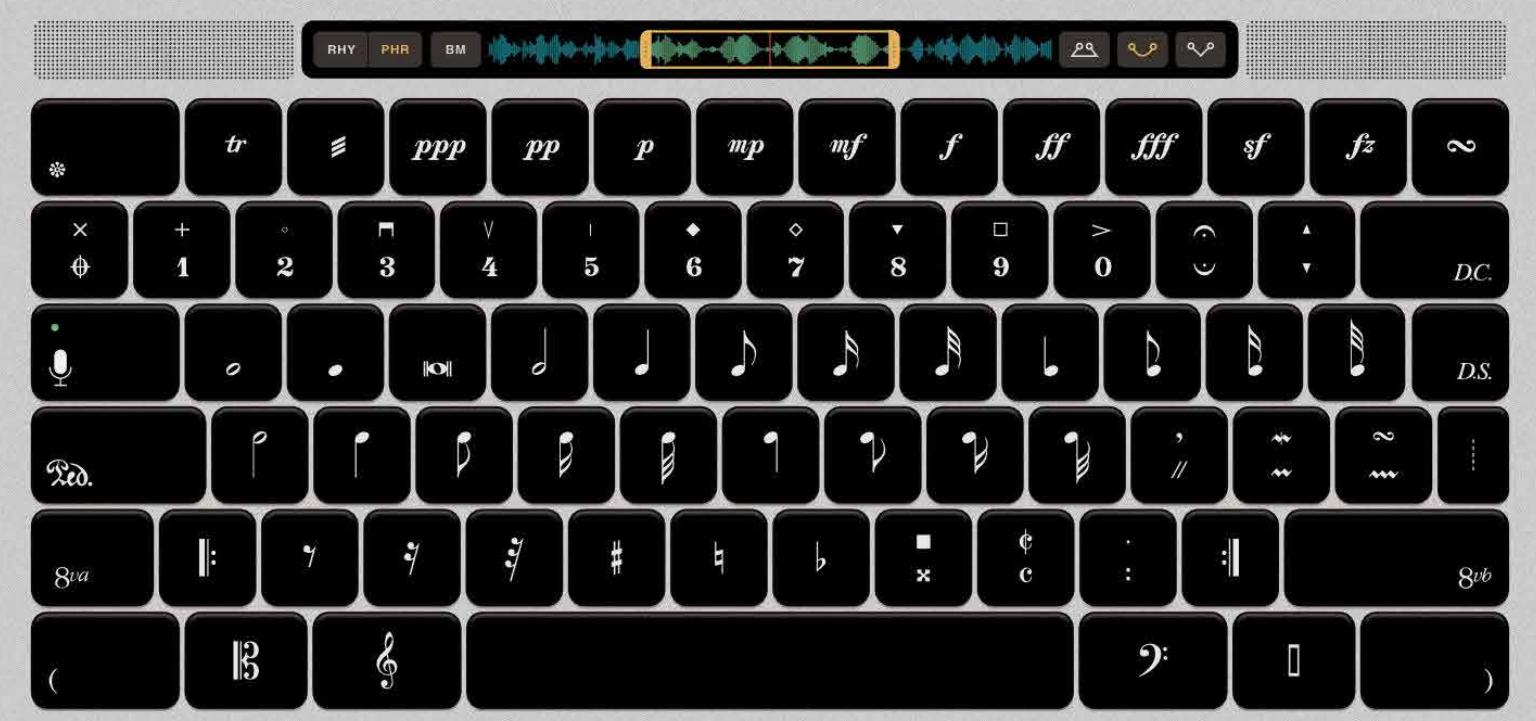 RHY PHR BM
tr ppp pp p mp mf f ff fff sf fz
1 2 3 4 5 6 7 8 9 0 D.C.
D.S.
Ped.
8va 8vb
( )